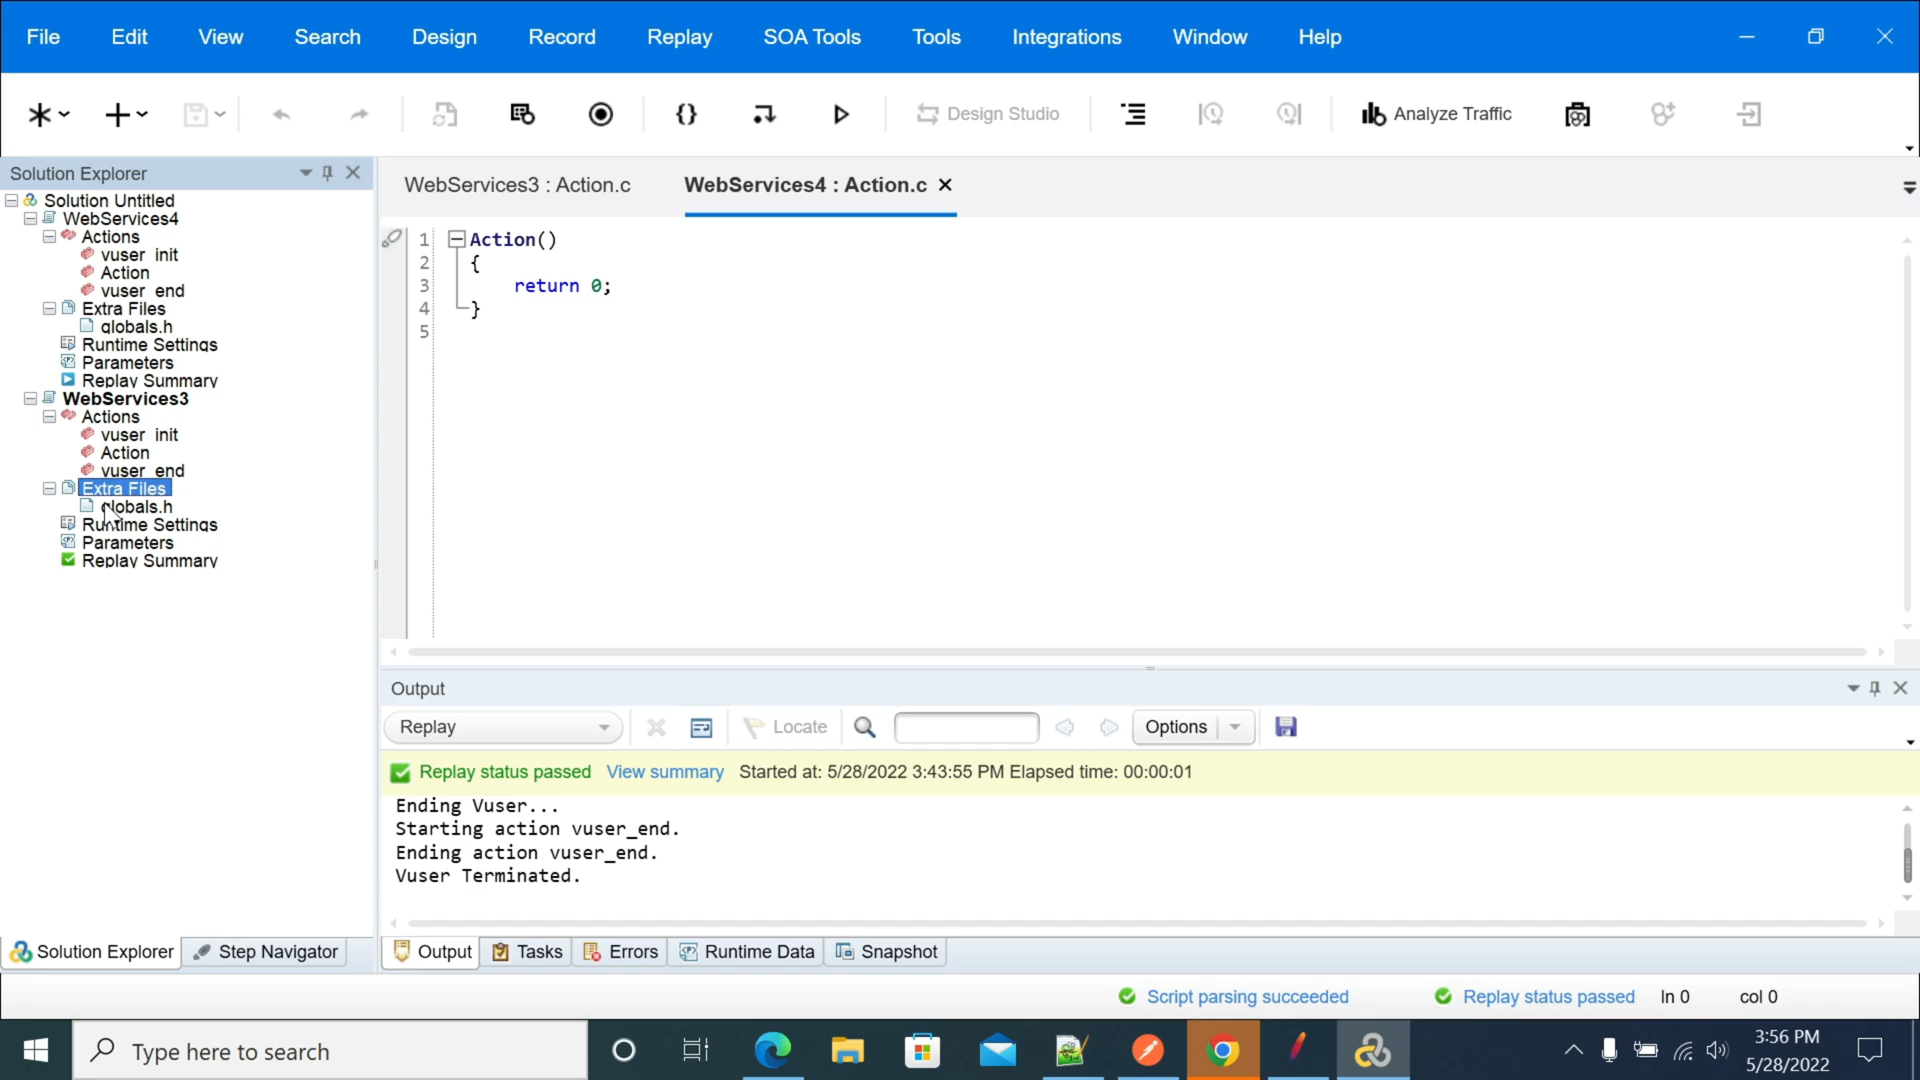 File Edit View Search Design Record Replay SOA Tools Tools Integrations Window Help
Design Studio Analyze Traffic
Solution Explorer
Solution Untitled
WebServices4
Actions
vuser_init
Action
vuser_end
Extra Files
globals.h
Runtime Settings
Parameters
Replay Summary
WebServices3
Actions
vuser_init
Action
vuser_end
Extra Files
globals.h
Runtime Settings
Parameters
Replay Summary
Solution Explorer Step Navigator
WebServices3 : Action.c WebServices4 : Action.c
1 Action()
2 {
3 return 0;
4 }
5
Output
Replay Locate Options
Replay status passed View summary Started at: 5/28/2022 3:43:55 PM Elapsed time: 00:00:01
Ending Vuser...
Starting action vuser_end.
Ending action vuser_end.
Vuser Terminated.
Output Tasks Errors Runtime Data Snapshot
Script parsing succeeded Replay status passed ln 0 col 0
Type here to search
3:56 PM
5/28/2022